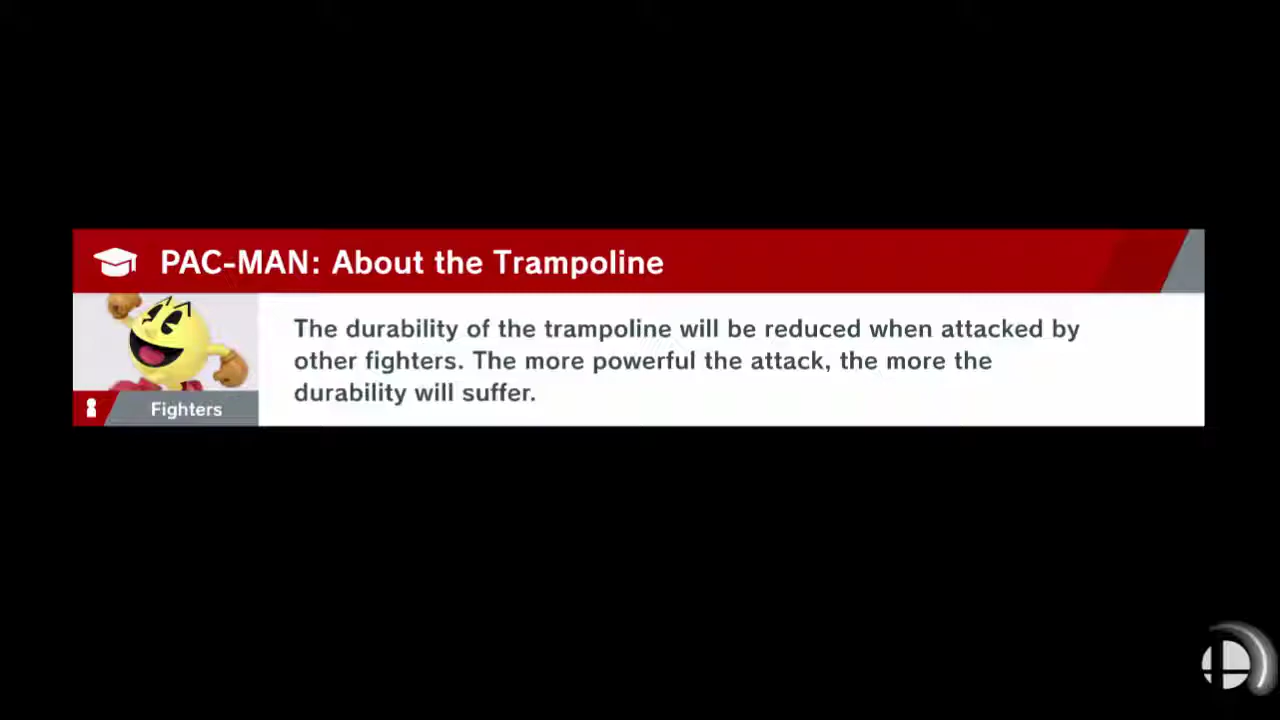 PAC-MAN: About the Trampoline
The durability of the trampoline will be reduced when attacked by
other fighters. The more powerful the attack, the more the
durability will suffer.
Fighters